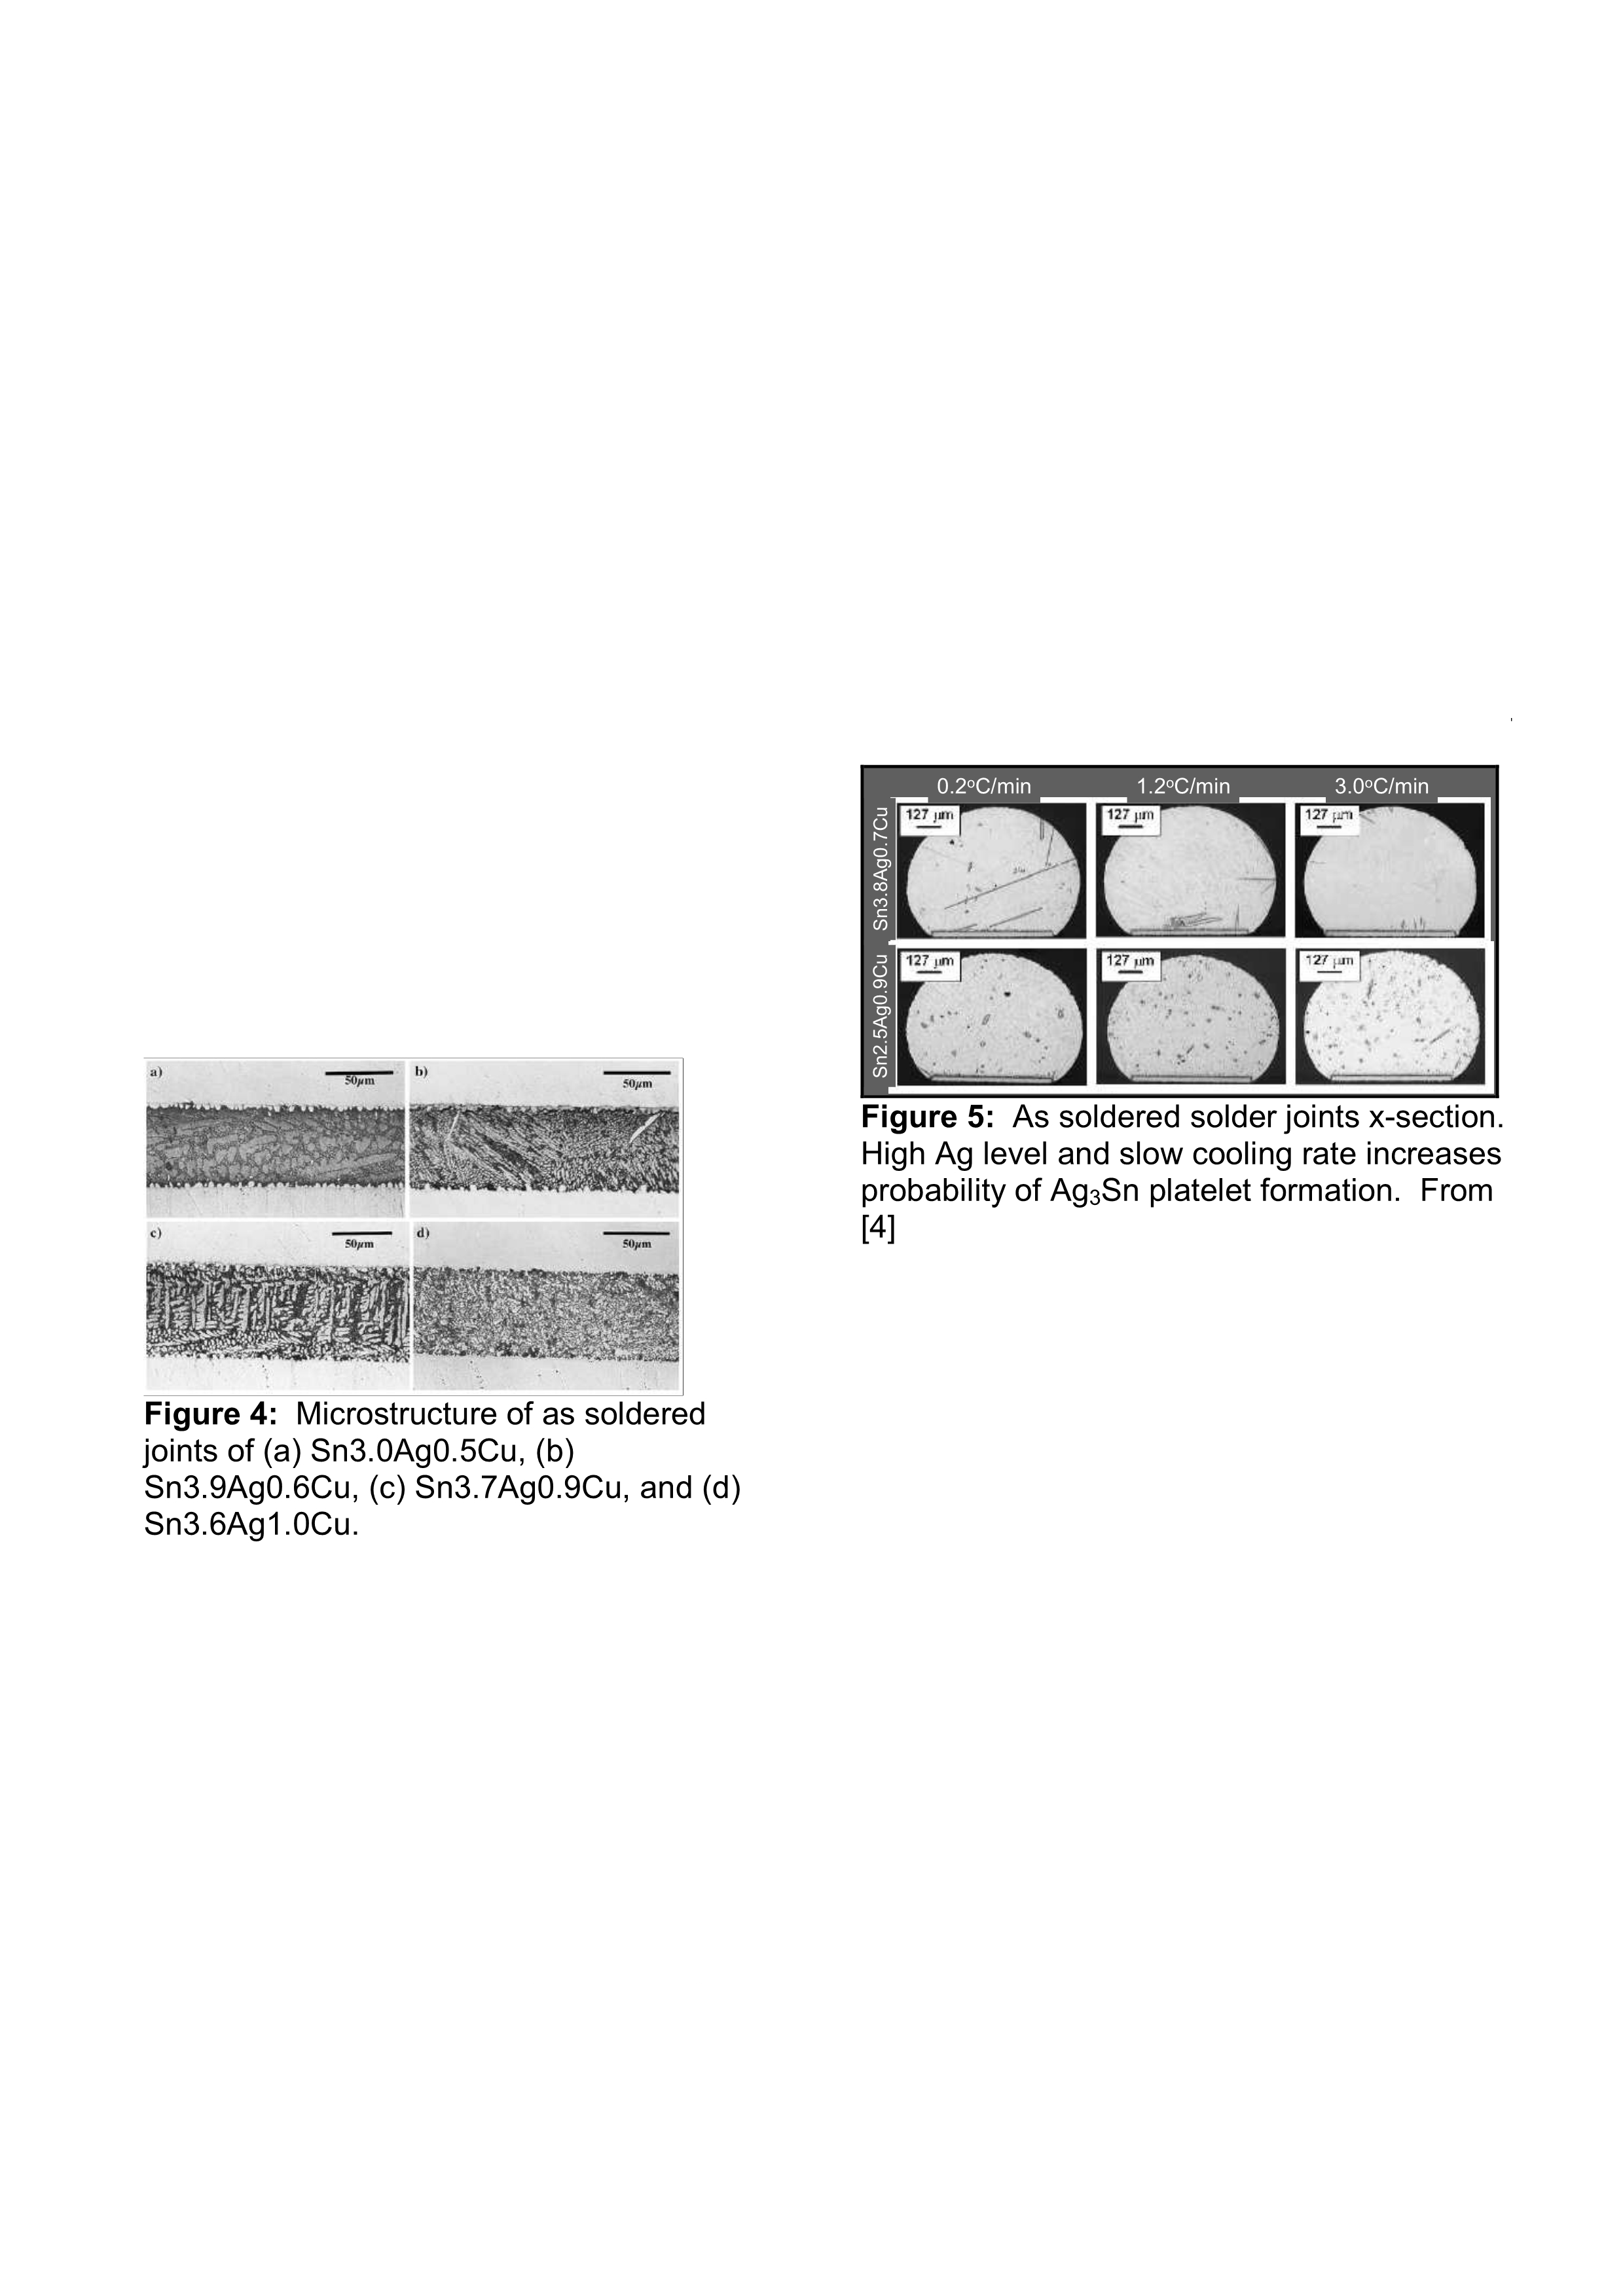 a)
50µm
b)
50µm
c)
50µm
d)
50µm
Figure 4: Microstructure of as soldered
joints of (a) Sn3.0Ag0.5Cu, (b)
Sn3.9Ag0.6Cu, (c) Sn3.7Ag0.9Cu, and (d)
Sn3.6Ag1.0Cu.
0.2°C/min
1.2°C/min
3.0°C/min
Sn3.8Ag0.7Cu
127 µm
127 µm
127 µm
Sn2.5Ag0.9Cu
127 µm
127 µm
127 µm
Figure 5: As soldered solder joints x-section.
High Ag level and slow cooling rate increases
probability of Ag₃Sn platelet formation. From
[4]